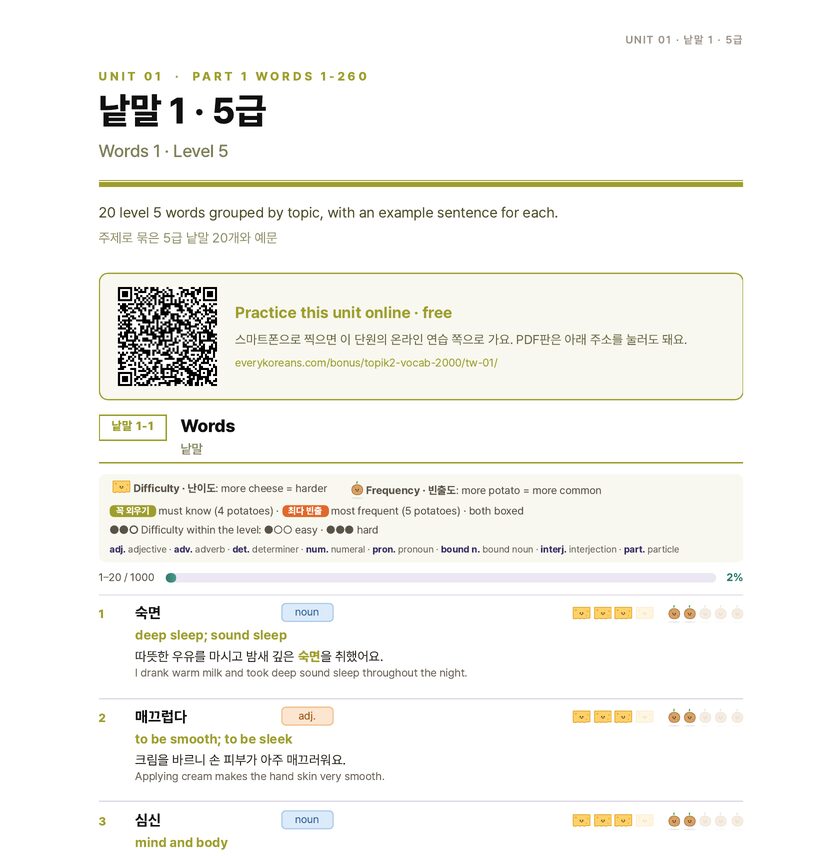 UNIT 01 · 낱말 1 · 5급
UNIT 01 · PART 1 WORDS 1-260
낱말 1 · 5급
Words 1 · Level 5
20 level 5 words grouped by topic, with an example sentence for each.
주제로 묶은 5급 낱말 20개와 예문
Practice this unit online · free
스마트폰으로 찍으면 이 단원의 온라인 연습 쪽으로 가요. PDF판은 아래 주소를 눌러도 돼요.
everykoreans.com/bonus/topik2-vocab-2000/tw-01/
낱말 1-1 Words
낱말
Difficulty · 난이도: more cheese = harder Frequency · 빈출도: more potato = more common
꼭 외우기 must know (4 potatoes) · 최다 빈출 most frequent (5 potatoes) · both boxed
●●○ Difficulty within the level: ●○○ easy · ●●● hard
adj. adjective · adv. adverb · det. determiner · num. numeral · pron. pronoun · bound n. bound noun · interj. interjection · part. particle
1–20 / 1000 2%
1 숙면 noun
deep sleep; sound sleep
따뜻한 우유를 마시고 밤새 깊은 숙면을 취했어요.
I drank warm milk and took deep sound sleep throughout the night.
2 매끄럽다 adj.
to be smooth; to be sleek
크림을 바르니 손 피부가 아주 매끄러워요.
Applying cream makes the hand skin very smooth.
3 심신 noun
mind and body